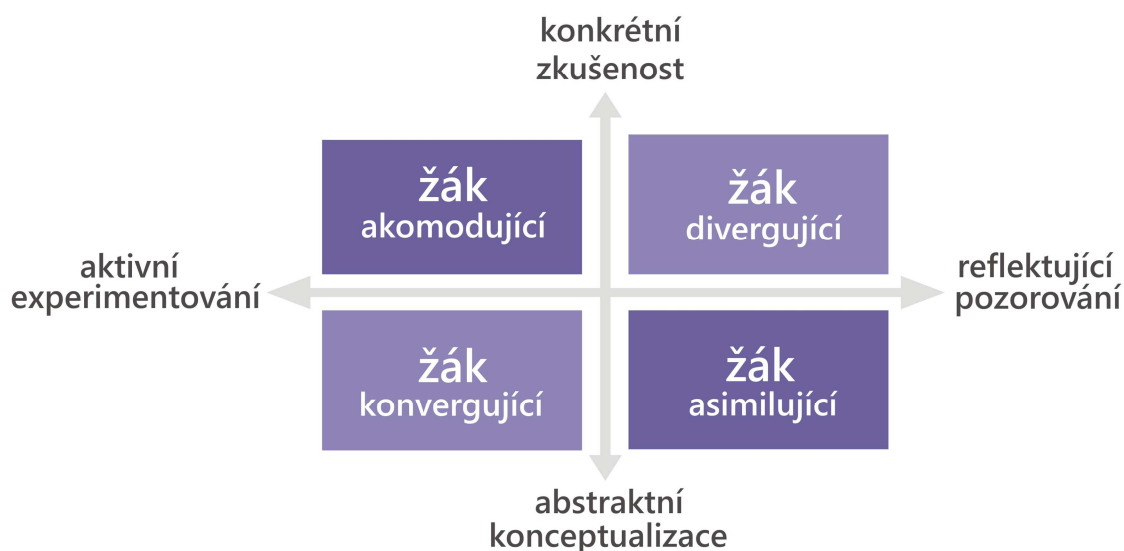 konkrétní
zkušenost
žák
akomodující
žák
divergující
aktivní
experimentování
reflektující
pozorování
žák
konvergující
žák
asimilující
abstraktní
konceptualizace